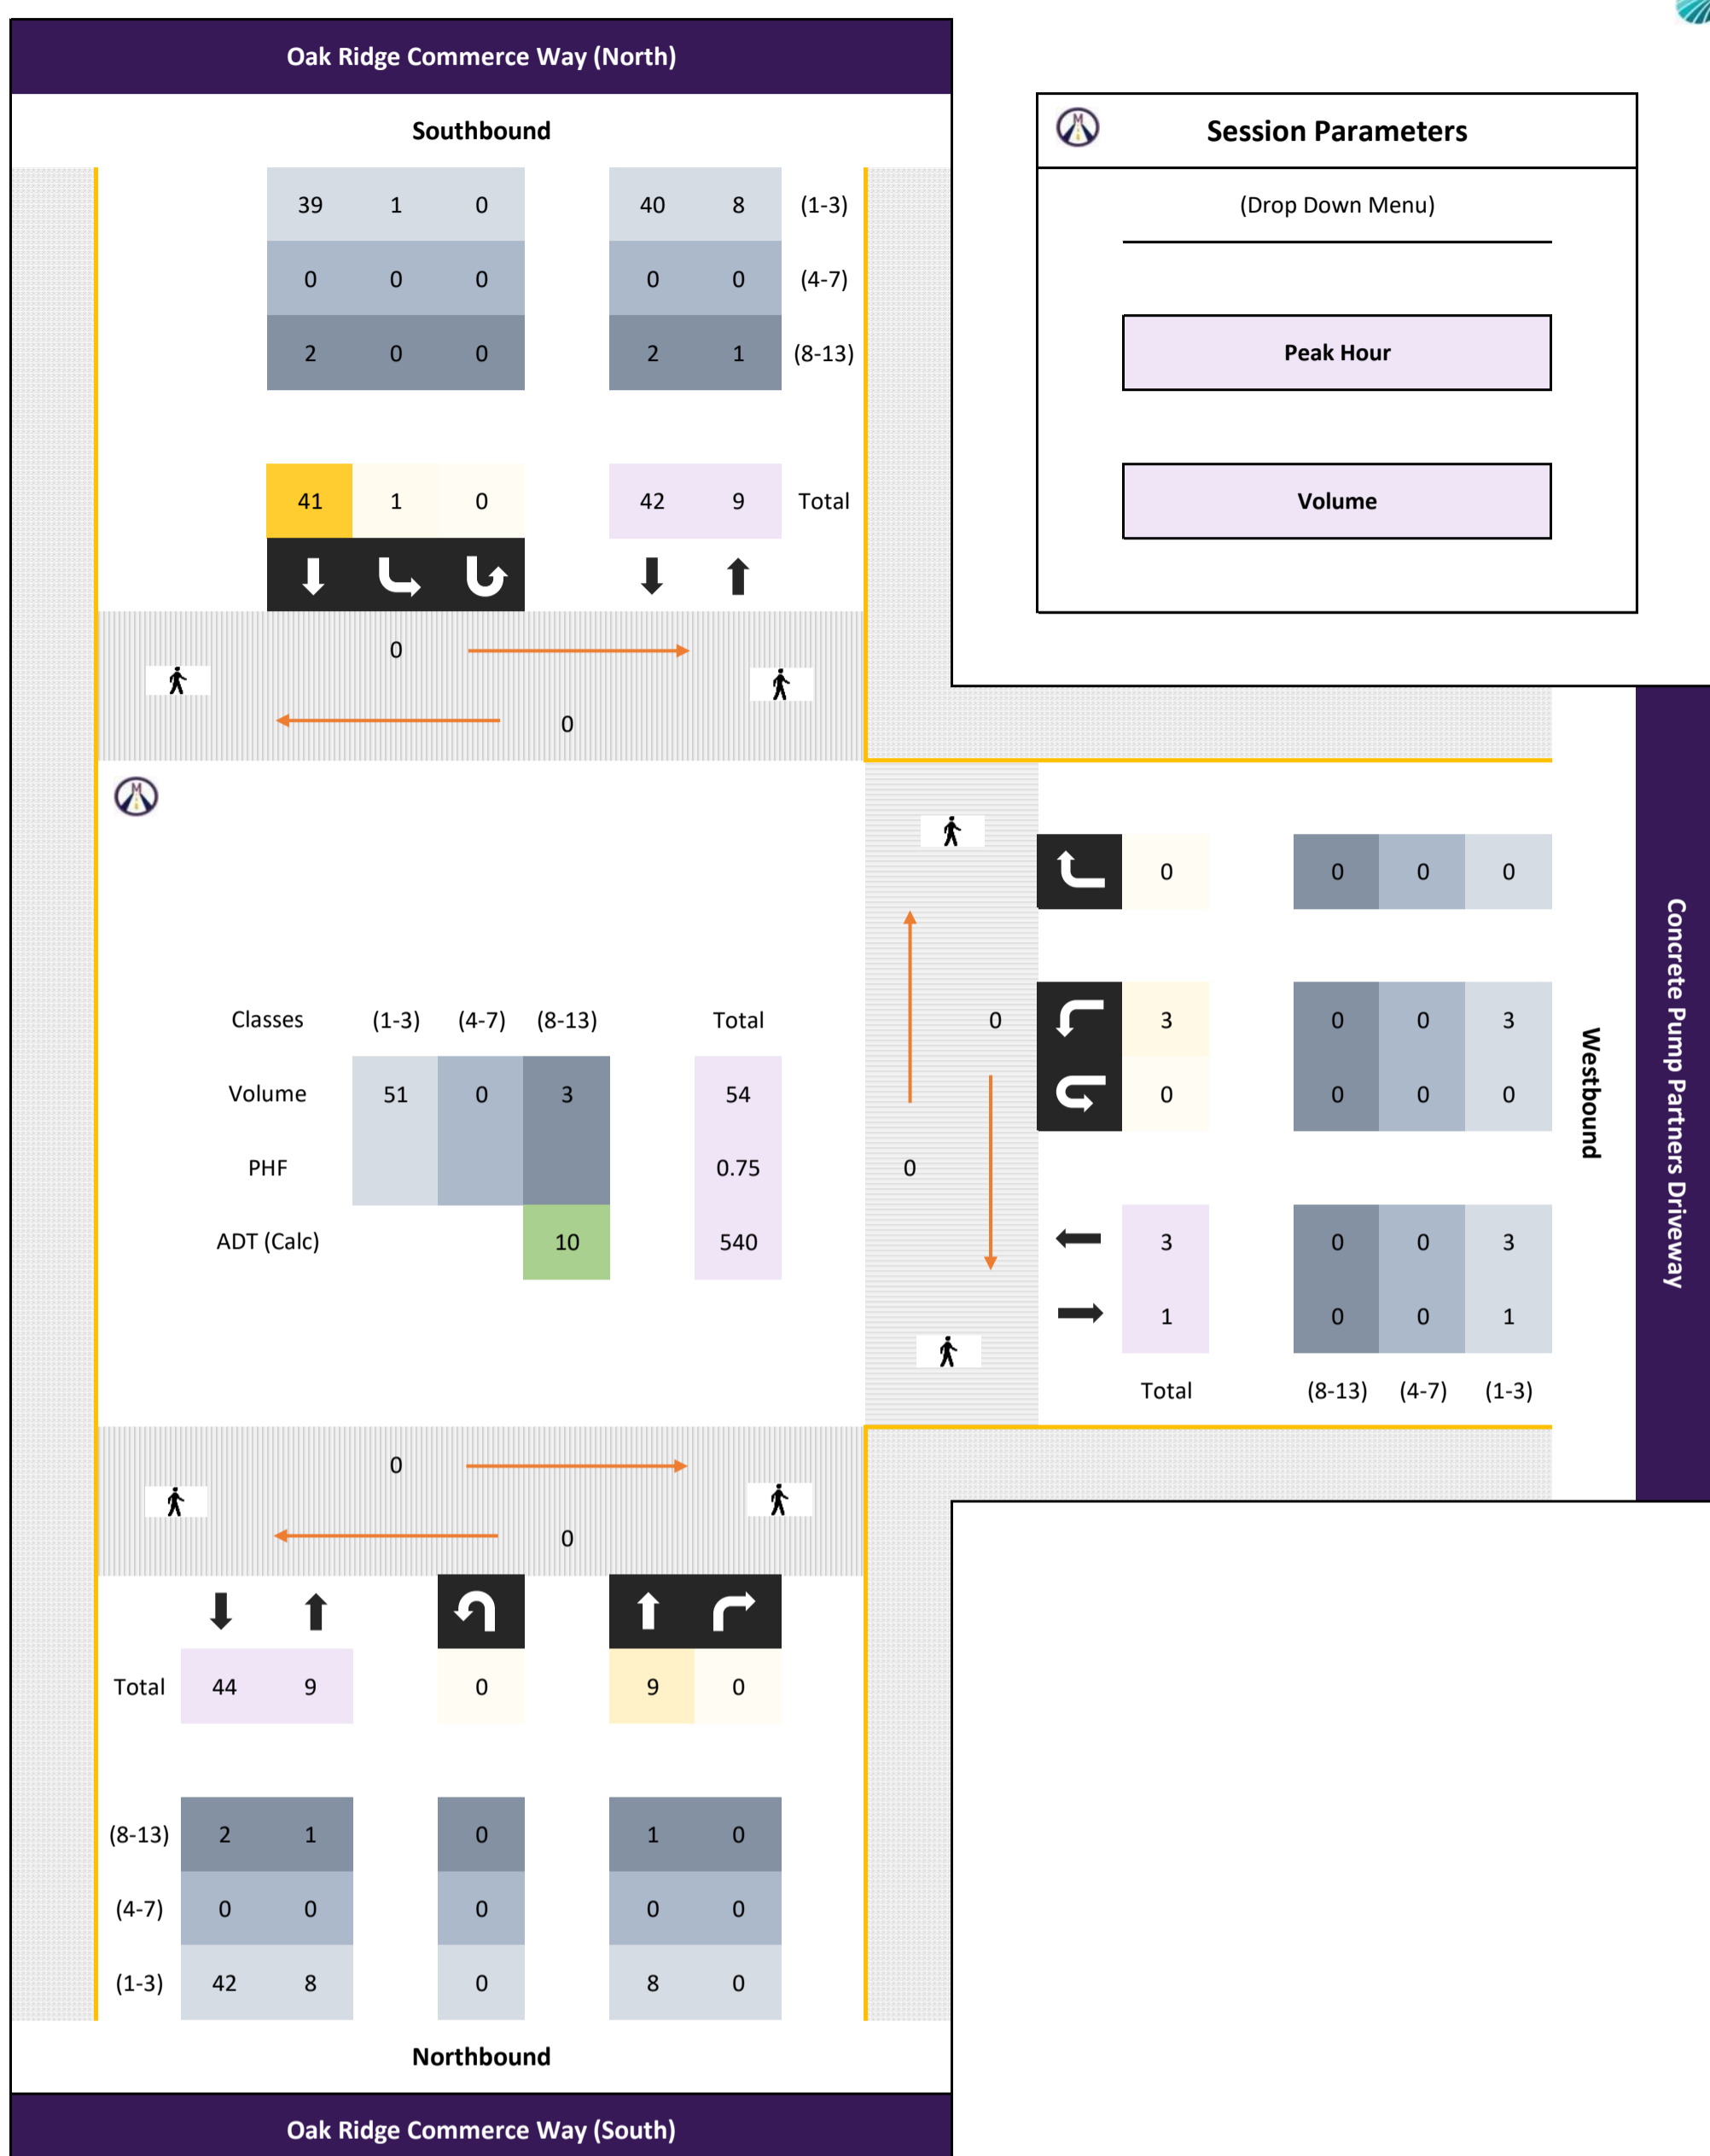 Oak Ridge Commerce Way (North)
Southbound
Session Parameters
39 1 0 40 8 (1-3)
(Drop Down Menu)
0 0 0 0 0 (4-7)
2 0 0 2 1 (8-13)
Peak Hour
41 1 0 42 9 Total
Volume
0
0
0 0 0 0
Classes (1-3) (4-7) (8-13) Total
0
3 0 0 3
Volume 51 0 3 54
0 0 0 0
PHF 0.75
0
ADT (Calc) 10 540
3 0 0 3
1 0 0 1
Total (8-13) (4-7) (1-3)
Westbound
Concrete Pump Partners Driveway
0
0
Total 44 9 0 9 0
(8-13) 2 1 0 1 0
(4-7) 0 0 0 0 0
(1-3) 42 8 0 8 0
Northbound
Oak Ridge Commerce Way (South)